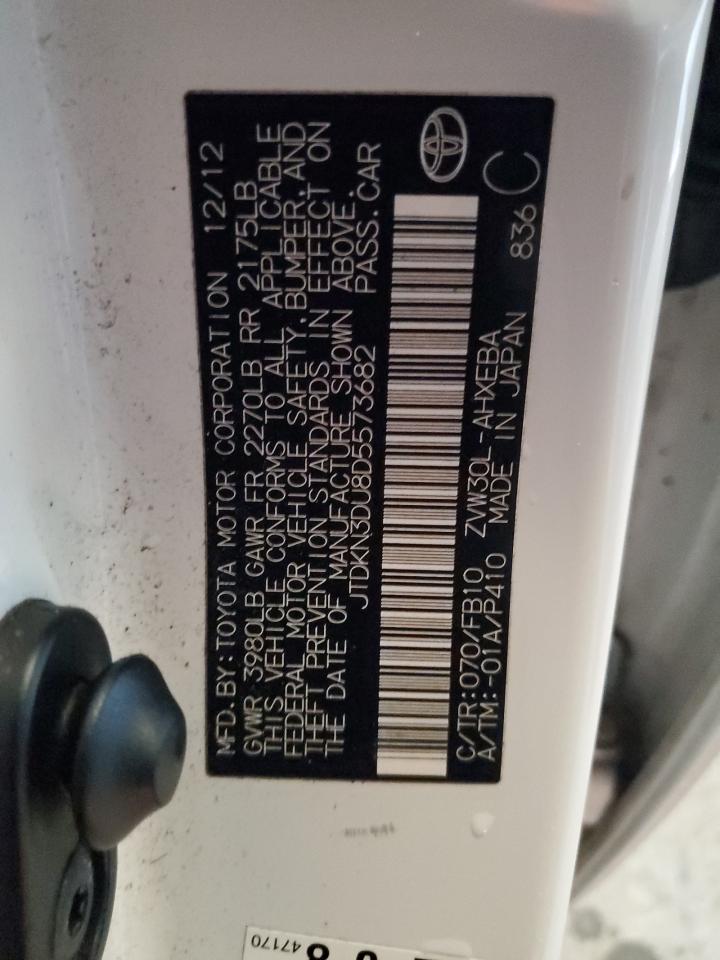 MFD.BY:TOYOTA MOTOR CORPORATION 12/12
GVWR 3980LB GAWR FR 2270LB RR 2175LB
THIS VEHICLE CONFORMS TO ALL APPLICABLE
FEDERAL MOTOR VEHICLE SAFETY,BUMPER,AND
THEFT PREVENTION STANDARDS IN EFFECT ON
THE DATE OF MANUFACTURE SHOWN ABOVE.
JTDKN3DU8D5573682 PASS.CAR
C/TR:070/FB10 ZVW30L-AHXEBA 836 C
A/TM:-01A/P410 MADE IN JAPAN
47170